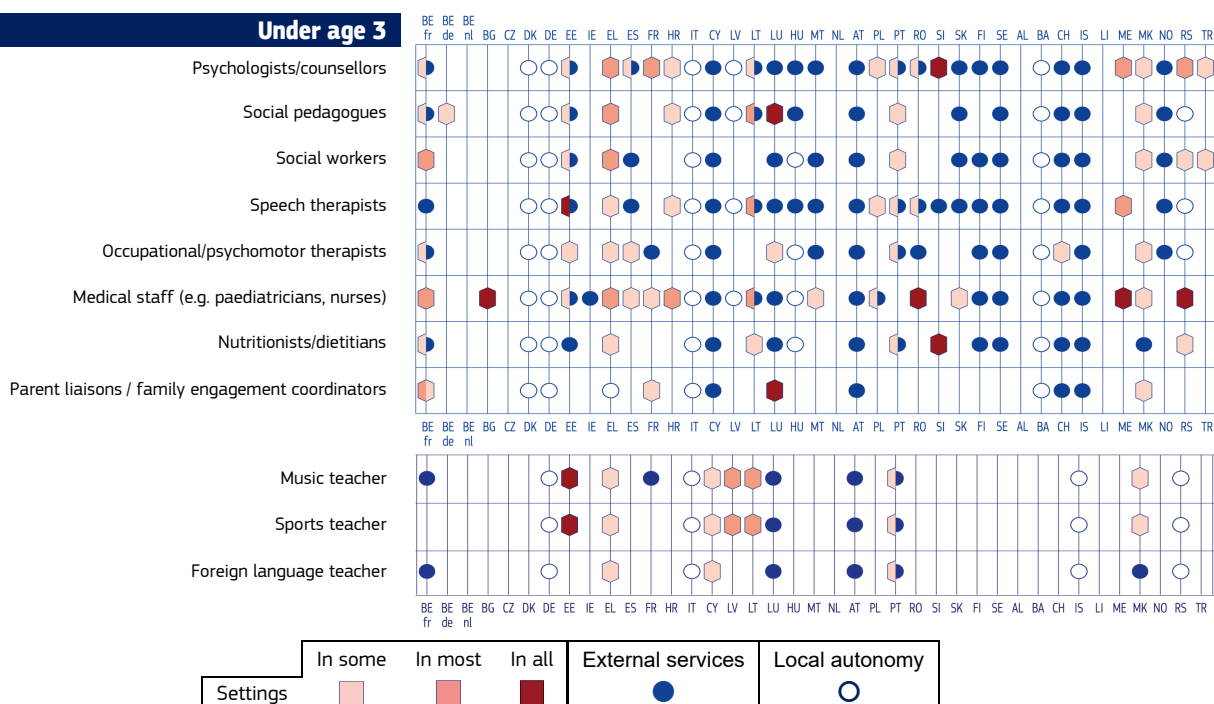 Under age 3
BE BE BE
fr de nl BG CZ DK DE EE IE EL ES FR HR IT CY LV LT LU HU MT NL AT PL PT RO SI SK FI SE AL BA CH IS LI ME MK NO RS TR
Psychologists/counsellors
Social pedagogues
Social workers
Speech therapists
Occupational/psychomotor therapists
Medical staff (e.g. paediatricians, nurses)
Nutritionists/dietitians
Parent liaisons / family engagement coordinators
BE BE BE BG CZ DK DE EE IE EL ES FR HR IT CY LV LT LU HU MT NL AT PL PT RO SI SK FI SE AL BA CH IS LI ME MK NO RS TR
fr de nl
Music teacher
Sports teacher
Foreign language teacher
BE BE BE BG CZ DK DE EE IE EL ES FR HR IT CY LV LT LU HU MT NL AT PL PT RO SI SK FI SE AL BA CH IS LI ME MK NO RS TR
fr de nl
In some In most In all External services Local autonomy
Settings